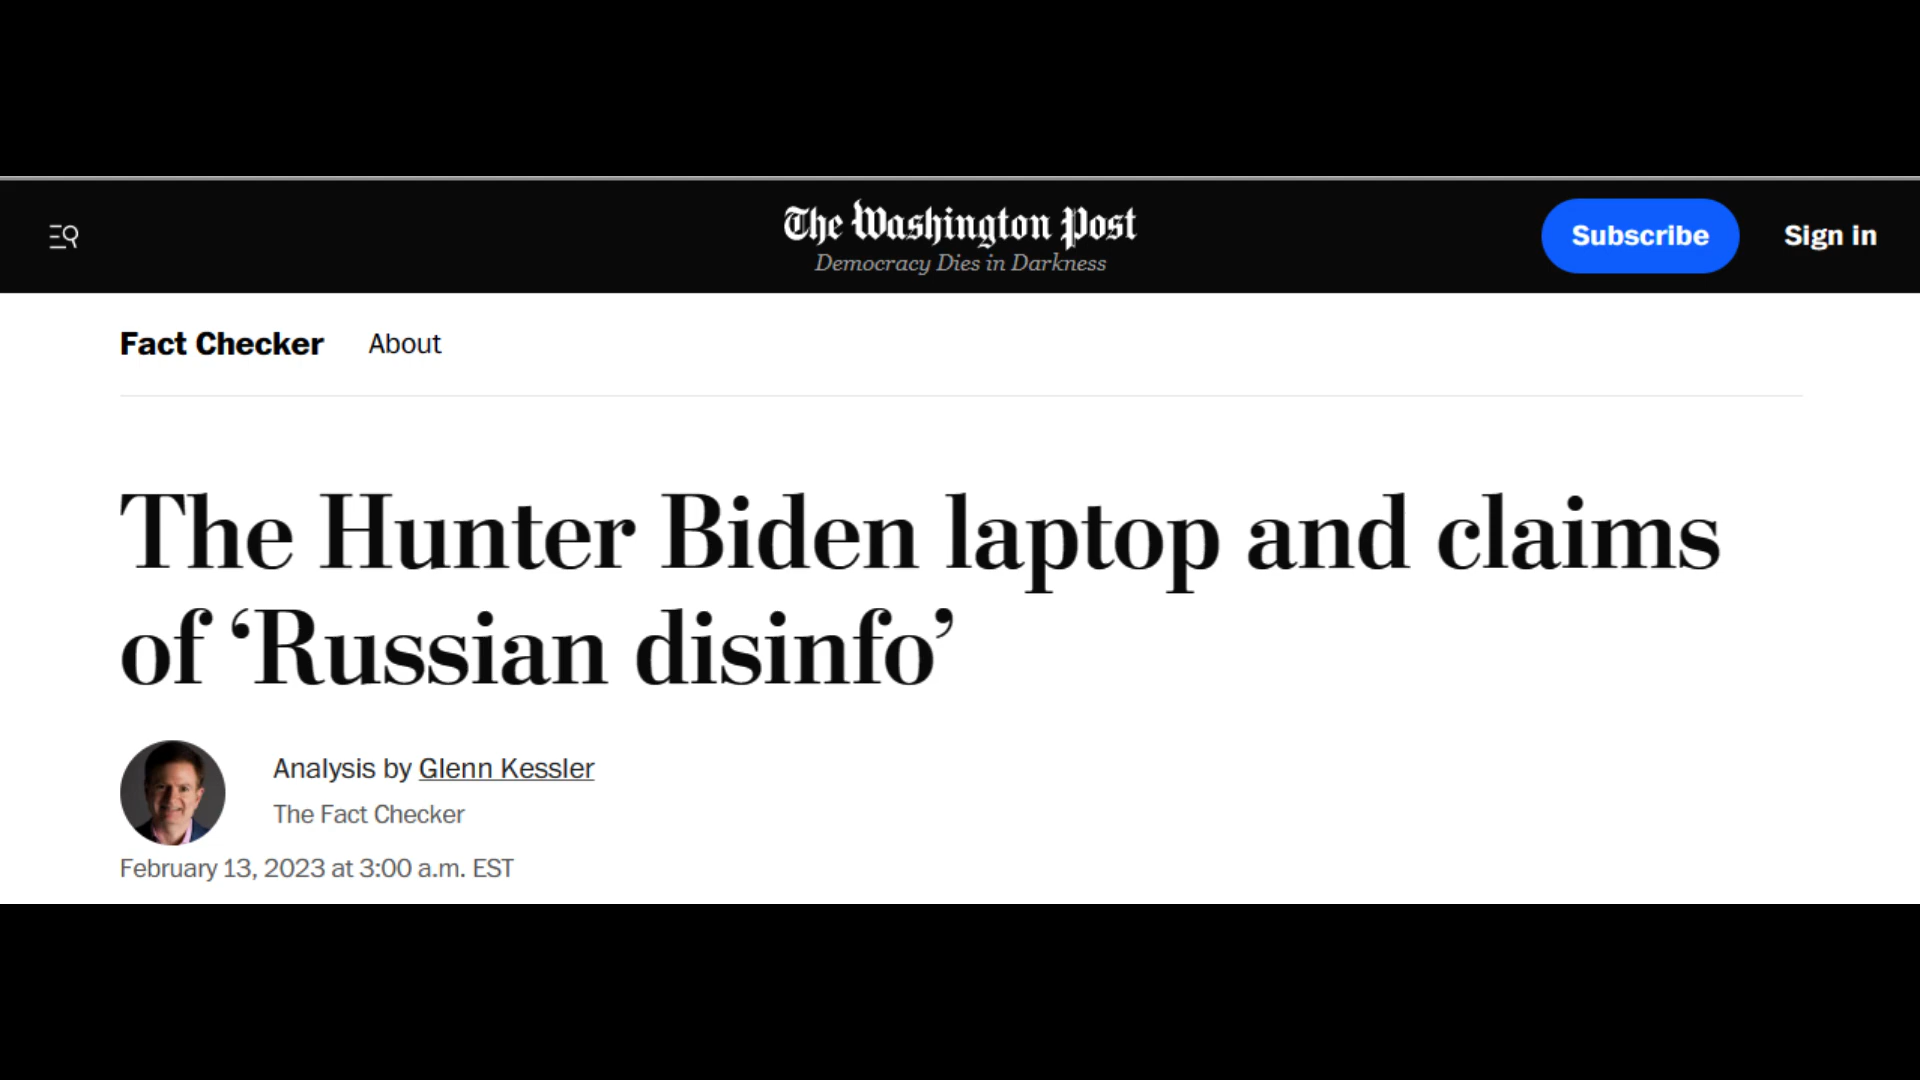 The Washington Post
Democracy Dies in Darkness
Subscribe
Sign in
Fact Checker
About
The Hunter Biden laptop and claims
of ‘Russian disinfo’
Analysis by Glenn Kessler
The Fact Checker
February 13, 2023 at 3:00 a.m. EST